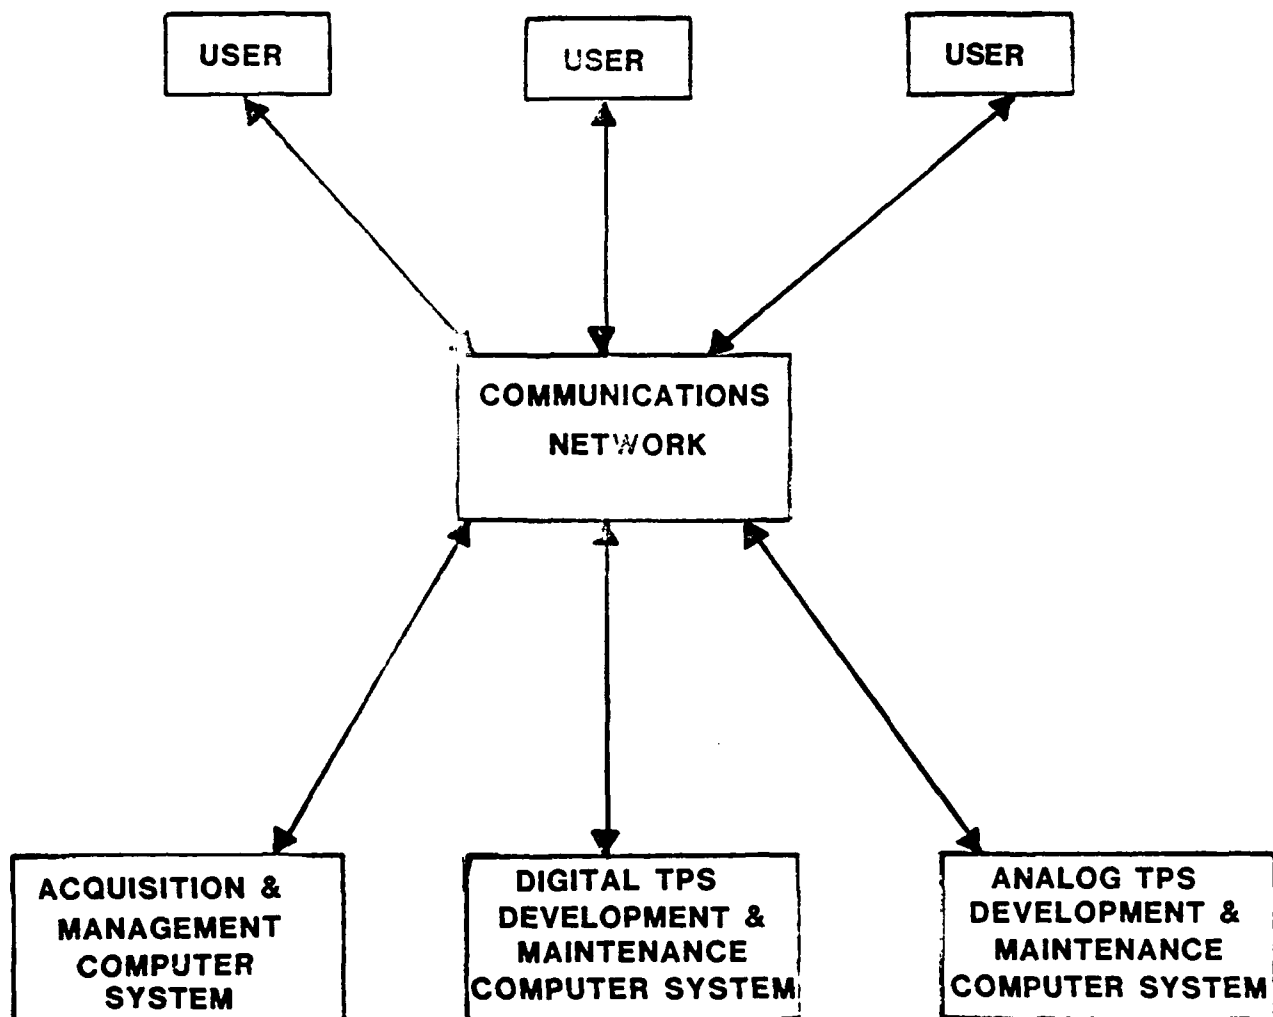 USER
USER
USER
COMMUNICATIONS
NETWORK
ACQUISITION &
MANAGEMENT
COMPUTER
SYSTEM
DIGITAL TPS
DEVELOPMENT &
MAINTENANCE
COMPUTER SYSTEM
ANALOG TPS
DEVELOPMENT &
MAINTENANCE
COMPUTER SYSTEM